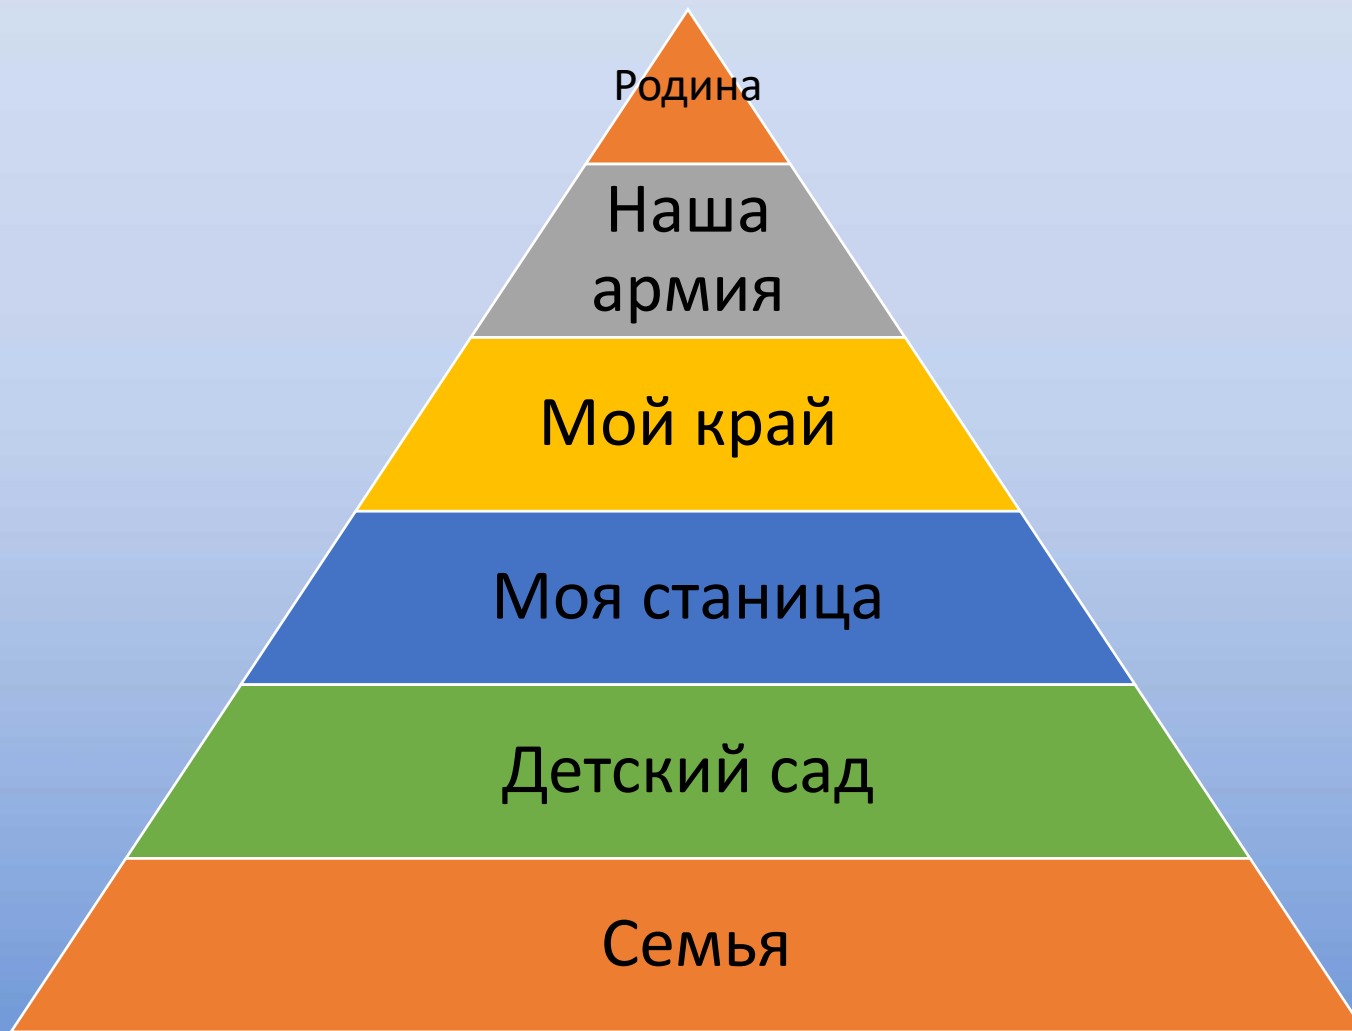 Родина
Наша
армия
Мой край
Моя станица
Детский сад
Семья